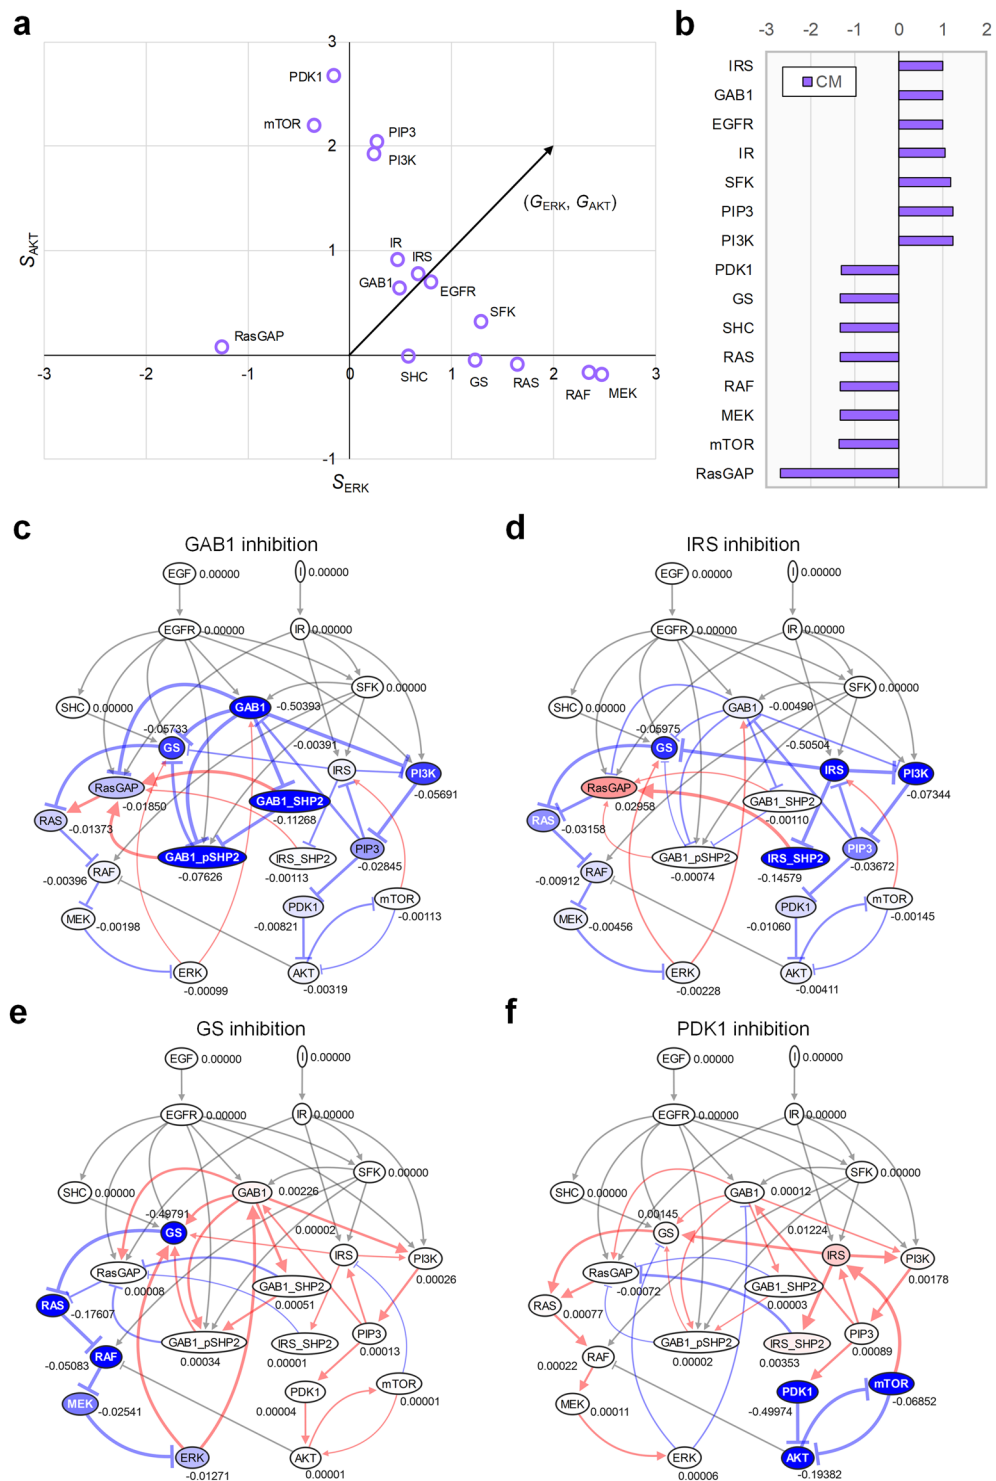 a
3
PDK1
mTOR
PIP3
2
PI3K
(GERK, GAKT)
SAKT
IR
1
IRS
GAB1
EGFR
SFK
RasGAP
-3
-2
-1
0
1
2
3
SHC
GS
RAS
RAF
MEK
-1
SERK
b
-3 -2 -1 0 1 2
CM
IRS
GAB1
EGFR
IR
SFK
PIP3
PI3K
PDK1
GS
SHC
RAS
RAF
MEK
mTOR
RasGAP
c
GAB1 inhibition
EGF 0.00000
I 0.00000
EGFR 0.00000
IR 0.00000
SFK 0.00000
SHC 0.00000
GAB1 -0.50393
-0.05733
GS
-0.00391
IRS
PI3K
-0.05691
RasGAP
-0.01850
GAB1_SHP2
-0.11268
RAS
-0.01373
GAB1_pSHP2
-0.07626
IRS_SHP2
-0.00113
PIP3
-0.02845
RAF
-0.00396
MEK
-0.00198
PDK1
-0.00821
mTOR
-0.00113
ERK
-0.00099
AKT
-0.00319
d
IRS inhibition
EGF 0.00000
I 0.00000
EGFR 0.00000
IR 0.00000
SFK 0.00000
SHC 0.00000
GAB1 -0.00490
-0.05975
GS
-0.50504
IRS
PI3K
-0.07344
RasGAP
0.02958
GAB1_SHP2
-0.00110
RAS
-0.03158
GAB1_pSHP2
-0.00074
IRS_SHP2
-0.14579
PIP3
-0.03672
RAF
-0.00912
MEK
-0.00456
PDK1
-0.01060
mTOR
-0.00145
ERK
-0.00228
AKT
-0.00411
e
GS inhibition
EGF 0.00000
I 0.00000
EGFR 0.00000
IR 0.00000
SFK 0.00000
SHC 0.00000
GAB1 0.00226
-0.49791
GS
0.00002
IRS
PI3K
0.00026
RasGAP
0.00008
GAB1_SHP2
0.00051
RAS
-0.17607
GAB1_pSHP2
0.00034
IRS_SHP2
0.00001
PIP3
0.00013
RAF
-0.05083
MEK
-0.02541
PDK1
0.00004
mTOR
0.00001
ERK
-0.01271
AKT
0.00001
f
PDK1 inhibition
EGF 0.00000
I 0.00000
EGFR 0.00000
IR 0.00000
SFK 0.00000
SHC 0.00000
GAB1 0.00012
0.00145
GS
0.01224
IRS
PI3K
0.00178
RasGAP
-0.00072
GAB1_SHP2
0.00003
RAS
0.00077
GAB1_pSHP2
0.00002
IRS_SHP2
0.00353
PIP3
0.00089
RAF
0.00022
MEK
0.00011
PDK1
-0.49974
mTOR
-0.06852
ERK
0.00006
AKT
-0.19382